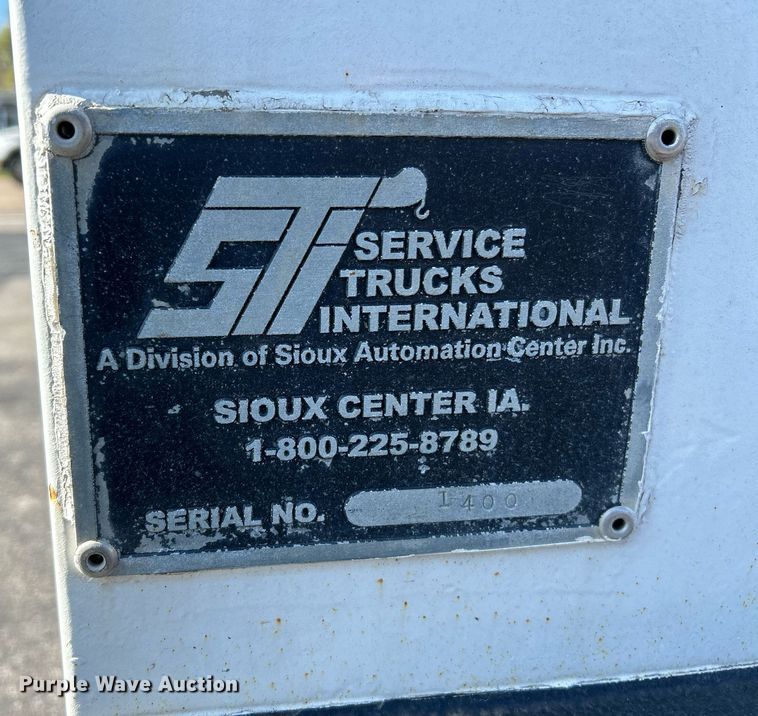 STi
SERVICE
TRUCKS
INTERNATIONAL
A Division of Sioux Automation Center Inc.
SIOUX CENTER IA.
1-800-225-8789
SERIAL NO. 1400
Purple Wave Auction